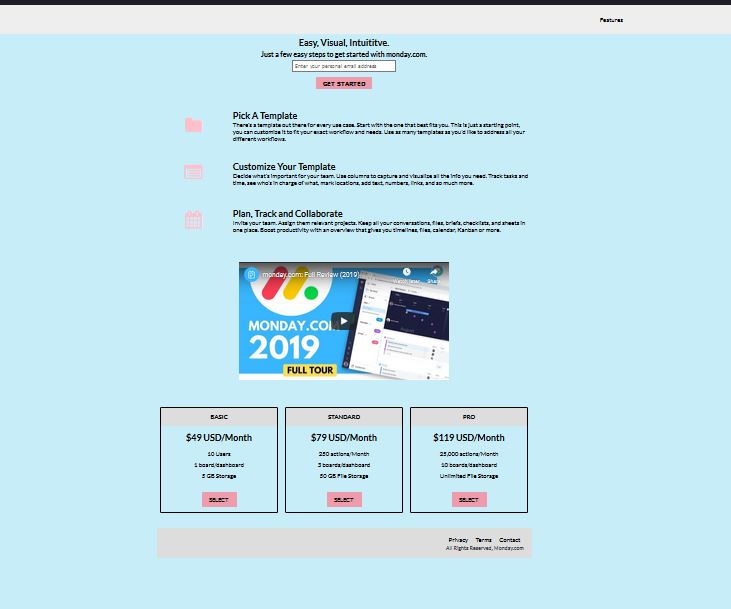 Features
Easy, Visual, Intuititve.
Just a few easy steps to get started with monday.com.
Enter your personal email address
GET STARTED
Pick A Template
There's a template out there for every use case. Start with the one that best fits you. This is just a starting point,
you can customize it to fit your exact workflow and needs. Use as many templates as you'd like to address all your
different workflows.
Customize Your Template
Decide what's important for your team. Use columns to capture and visualize all the info you need. Track tasks and
time, see who's in charge of what, mark locations, add text, numbers, links, and so much more.
Plan, Track and Collaborate
Invite your team. Assign them relevant projects. Keep all your conversations, files, briefs, checklists, and sheets in
one place. Boost productivity with an overview that gives you timelines, files, calendar, Kanban or more.
monday.com: Full Review (2019)
Watch later
Share
MONDAY.COM
2019
FULL TOUR
BASIC
$49 USD/Month
10 Users
1 board/dashboard
5 GB Storage
SELECT
STANDARD
$79 USD/Month
250 actions/Month
3 boards/dashboard
50 GB File Storage
SELECT
PRO
$119 USD/Month
25,000 actions/Month
10 boards/dashboard
Unlimited File Storage
SELECT
Privacy Terms Contact
All Rights Reserved, Monday.com